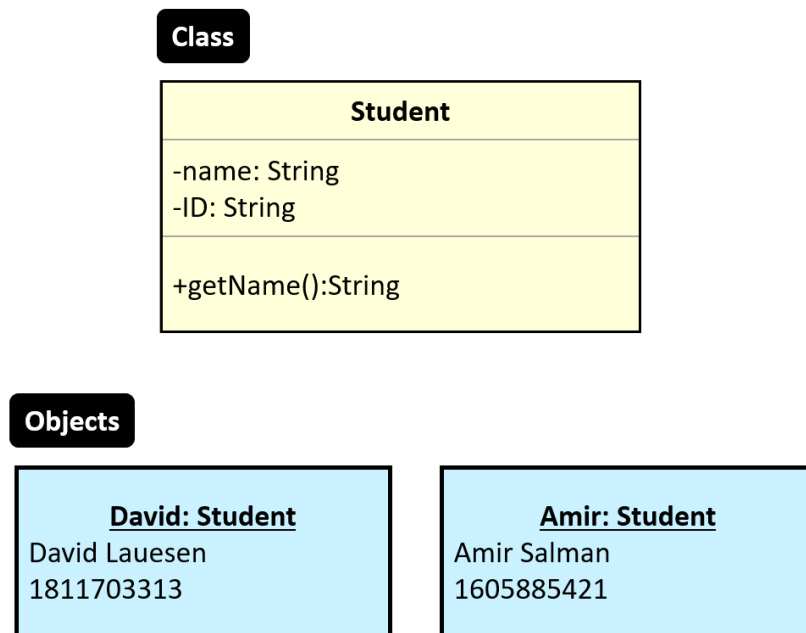 Class
Student
-name: String
-ID: String
+getName():String
Objects
David: Student
David Lauesen
1811703313
Amir: Student
Amir Salman
1605885421